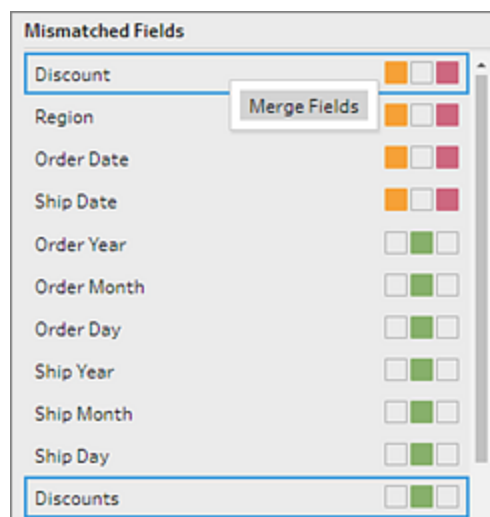 Mismatched Fields
Discount
Merge Fields
Region
Order Date
Ship Date
Order Year
Order Month
Order Day
Ship Year
Ship Month
Ship Day
Discounts